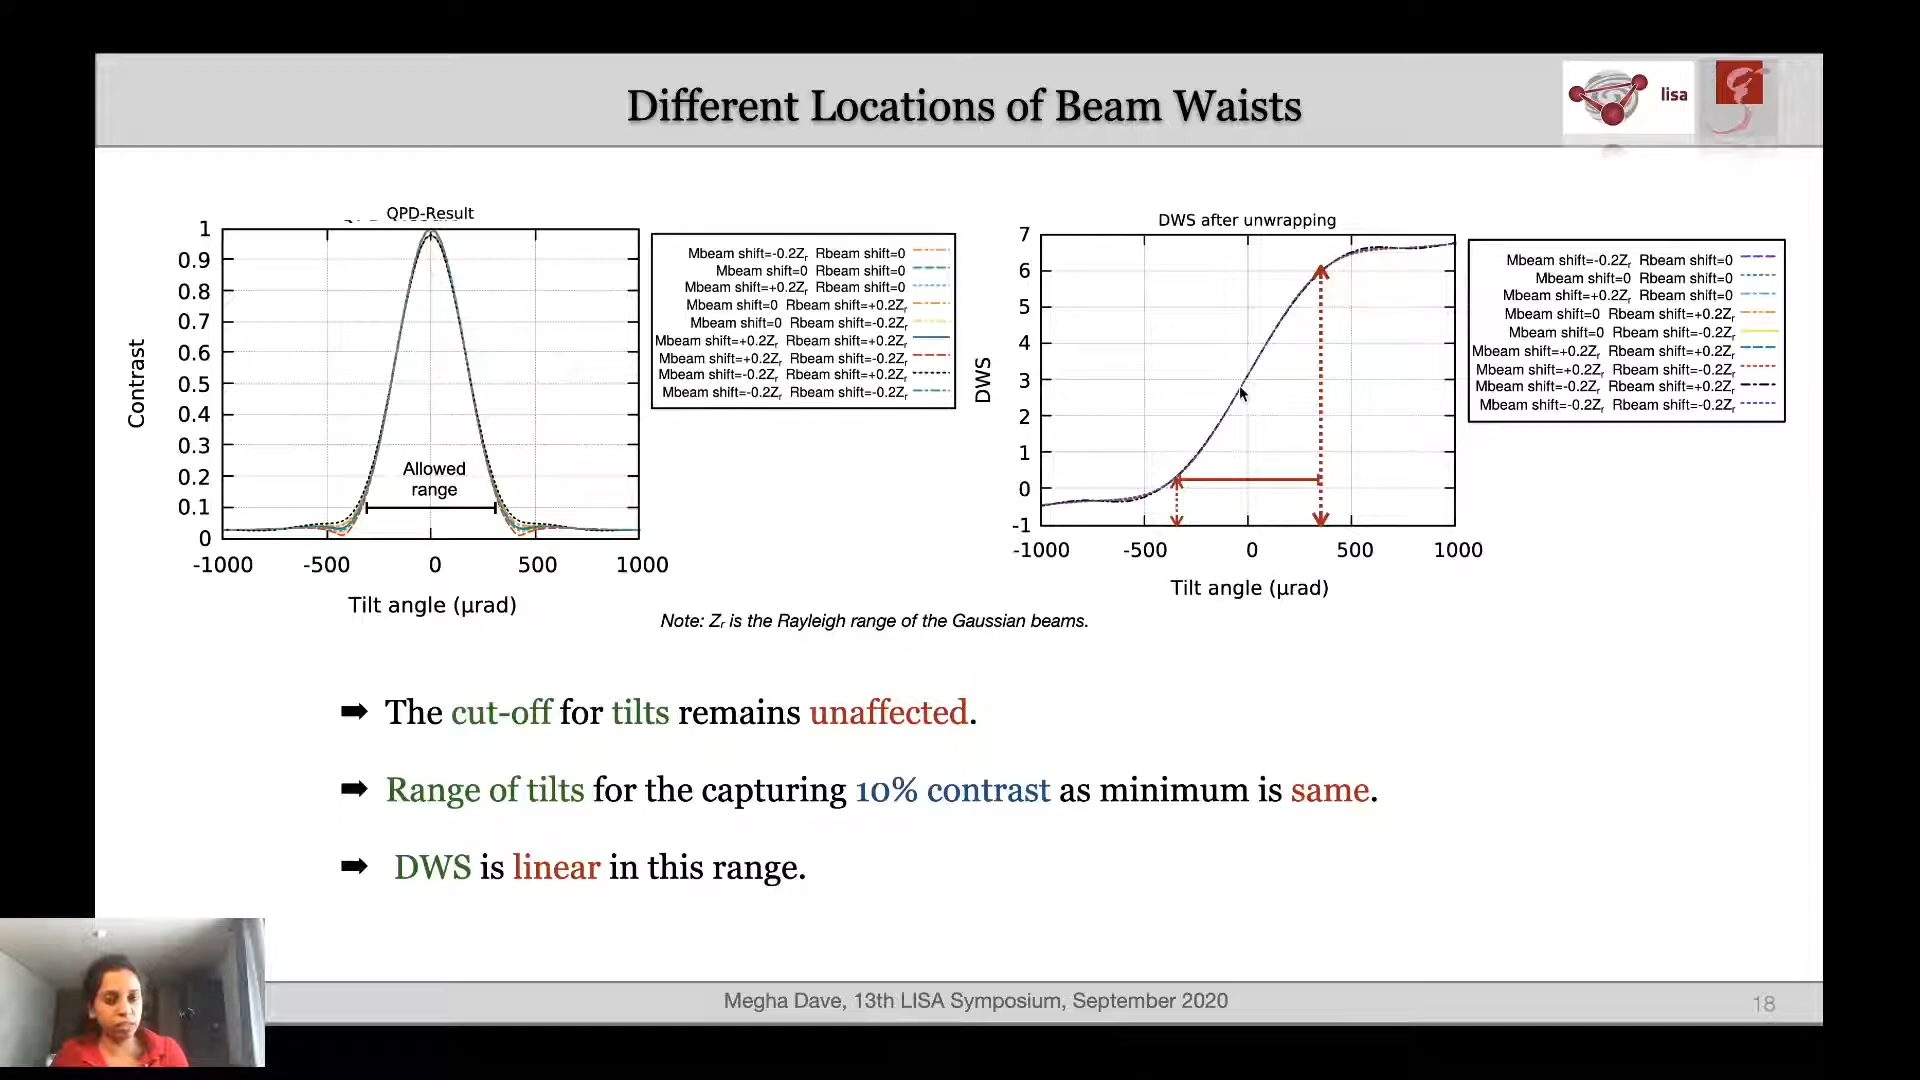 Different Locations of Beam Waists
lisa
QPD-Result
1
0.9
0.8
0.7
0.6
0.5
0.4
0.3
0.2
0.1
0
Contrast
Allowed
range
-1000 -500 0 500 1000
Tilt angle (μrad)
Mbeam shift=-0.2Zr Rbeam shift=0
Mbeam shift=0 Rbeam shift=0
Mbeam shift=+0.2Zr Rbeam shift=0
Mbeam shift=0 Rbeam shift=+0.2Zr
Mbeam shift=0 Rbeam shift=-0.2Zr
Mbeam shift=+0.2Zr Rbeam shift=+0.2Zr
Mbeam shift=+0.2Zr Rbeam shift=-0.2Zr
Mbeam shift=-0.2Zr Rbeam shift=+0.2Zr
Mbeam shift=-0.2Zr Rbeam shift=-0.2Zr
DWS after unwrapping
7
6
5
4
3
2
1
0
-1
DWS
-1000 -500 0 500 1000
Tilt angle (μrad)
Mbeam shift=-0.2Zr Rbeam shift=0
Mbeam shift=0 Rbeam shift=0
Mbeam shift=+0.2Zr Rbeam shift=0
Mbeam shift=0 Rbeam shift=+0.2Zr
Mbeam shift=0 Rbeam shift=-0.2Zr
Mbeam shift=+0.2Zr Rbeam shift=+0.2Zr
Mbeam shift=+0.2Zr Rbeam shift=-0.2Zr
Mbeam shift=-0.2Zr Rbeam shift=+0.2Zr
Mbeam shift=-0.2Zr Rbeam shift=-0.2Zr
Note: Zr is the Rayleigh range of the Gaussian beams.
➡ The cut-off for tilts remains unaffected.
➡ Range of tilts for the capturing 10% contrast as minimum is same.
➡ DWS is linear in this range.
Megha Dave, 13th LISA Symposium, September 2020
18